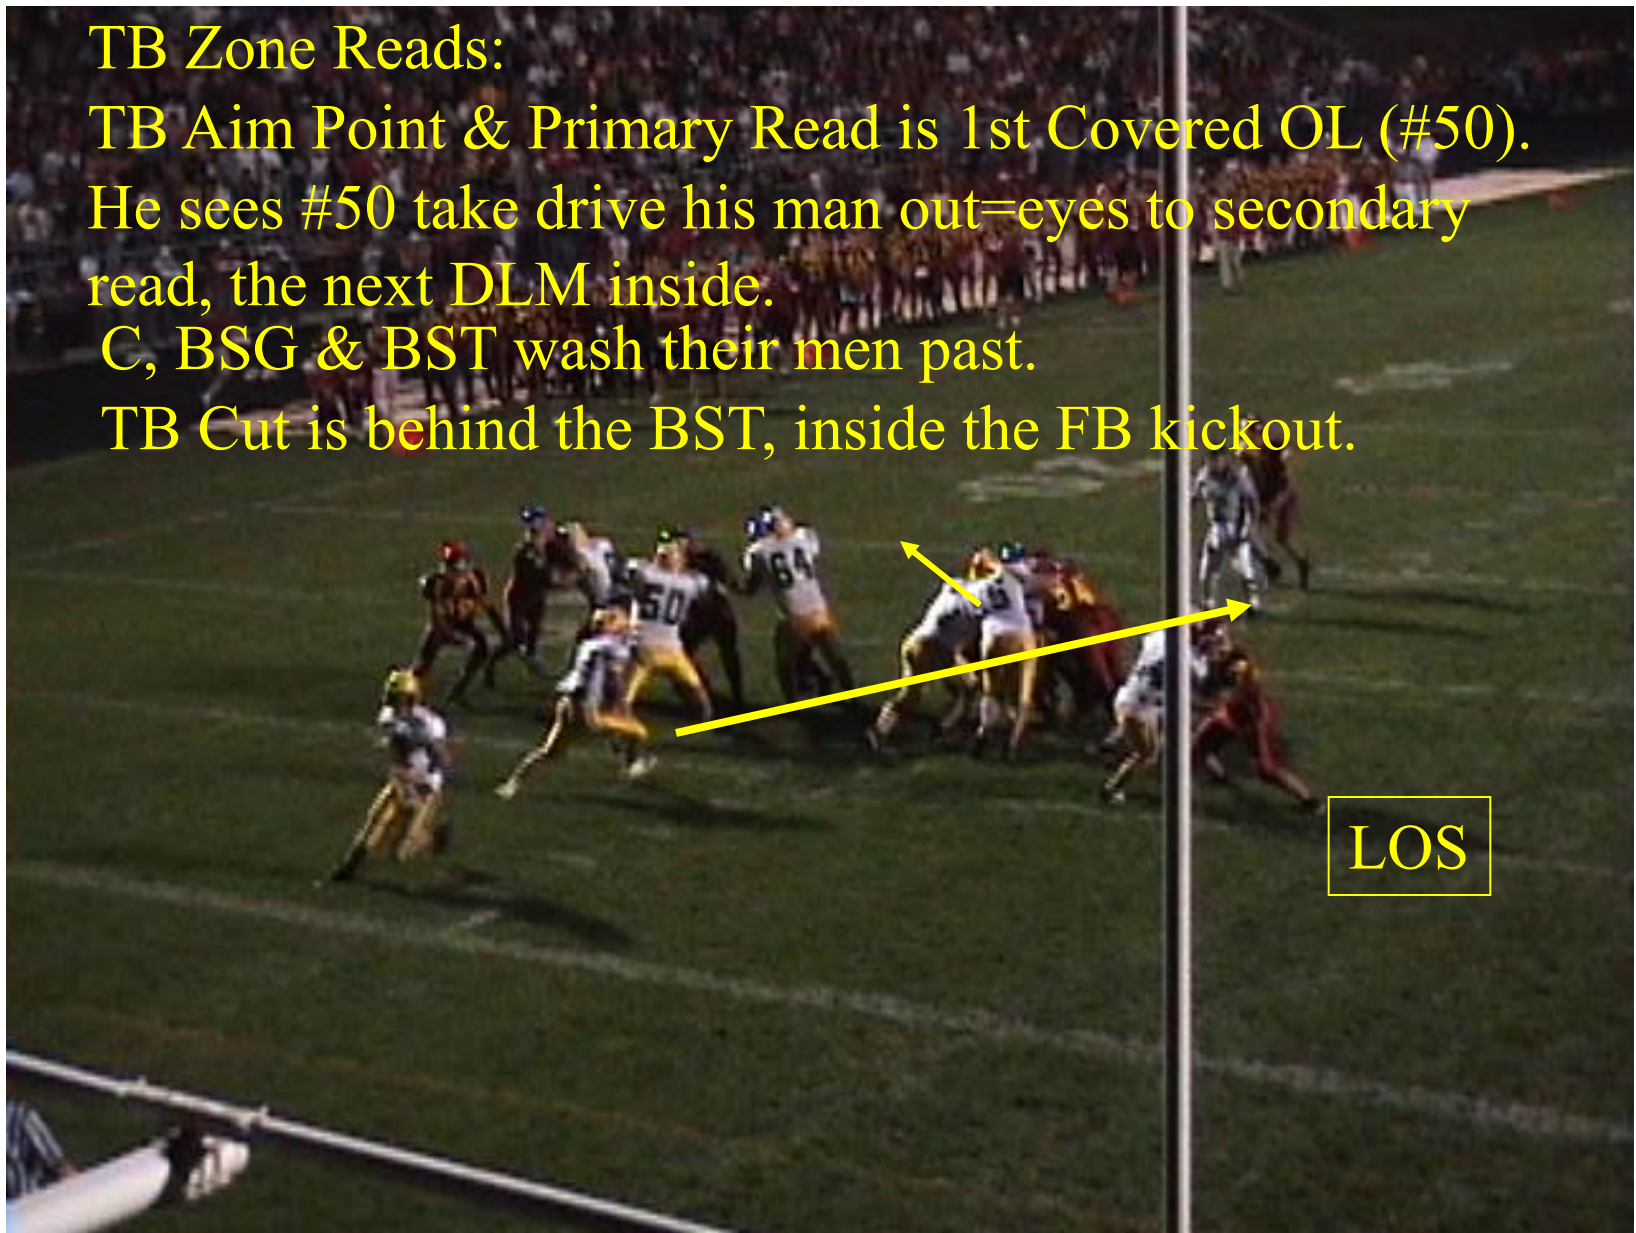 TB Zone Reads:
TB Aim Point & Primary Read is 1st Covered OL (#50).
He sees #50 take drive his man out=eyes to secondary
read, the next DLM inside.
C, BSG & BST wash their men past.
TB Cut is behind the BST, inside the FB kickout.
64
50
LOS